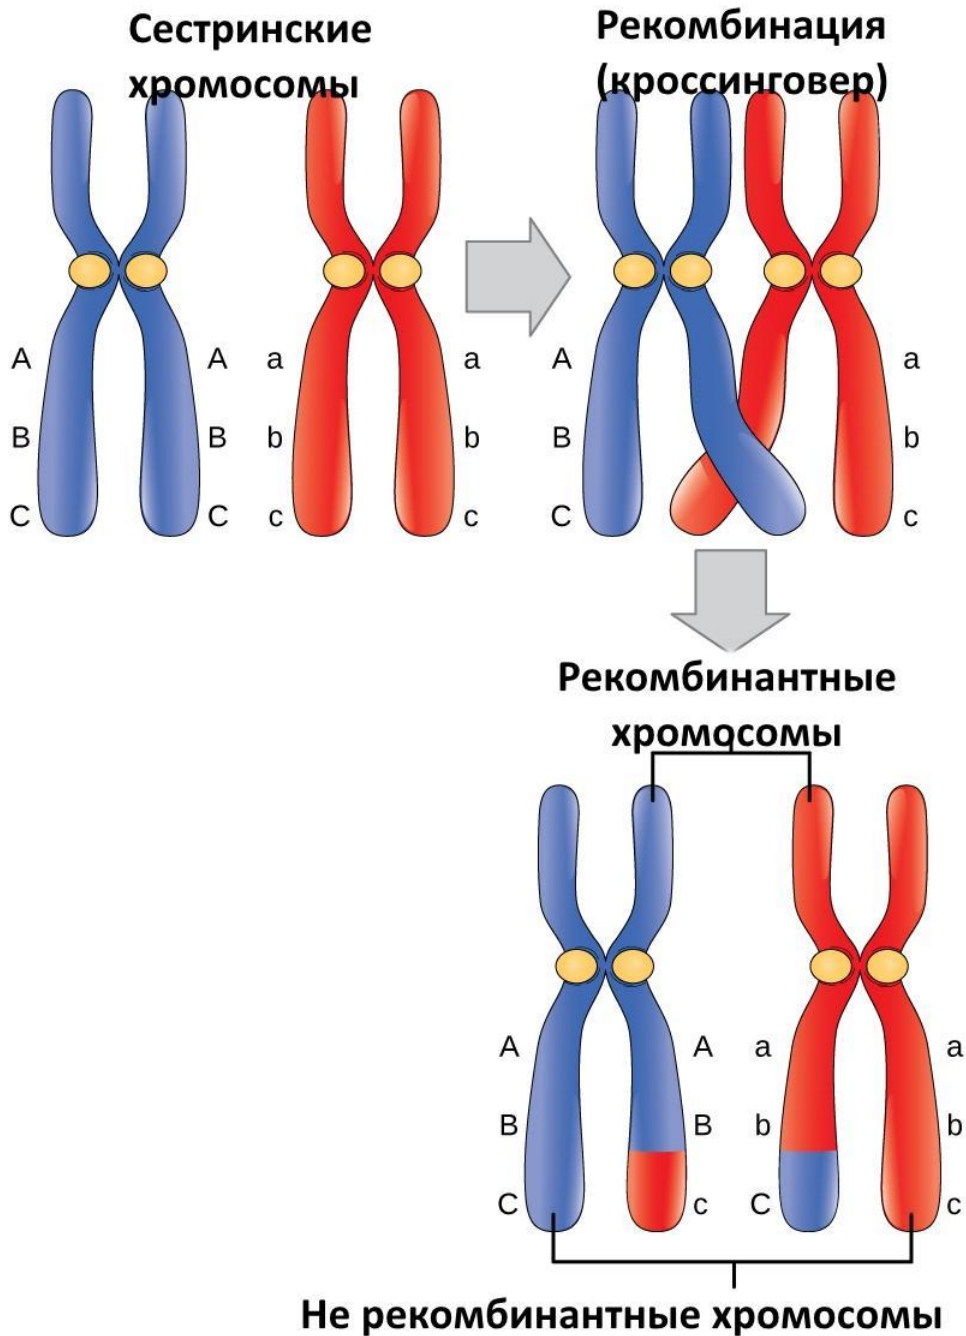 Сестринские
хромосомы
Рекомбинация
(кроссинговер)
A A a a A a
B B b b B b
C C c c C c
Рекомбинантные
хромосомы
A A a a
B B b b
C c C c
Не рекомбинантные хромосомы